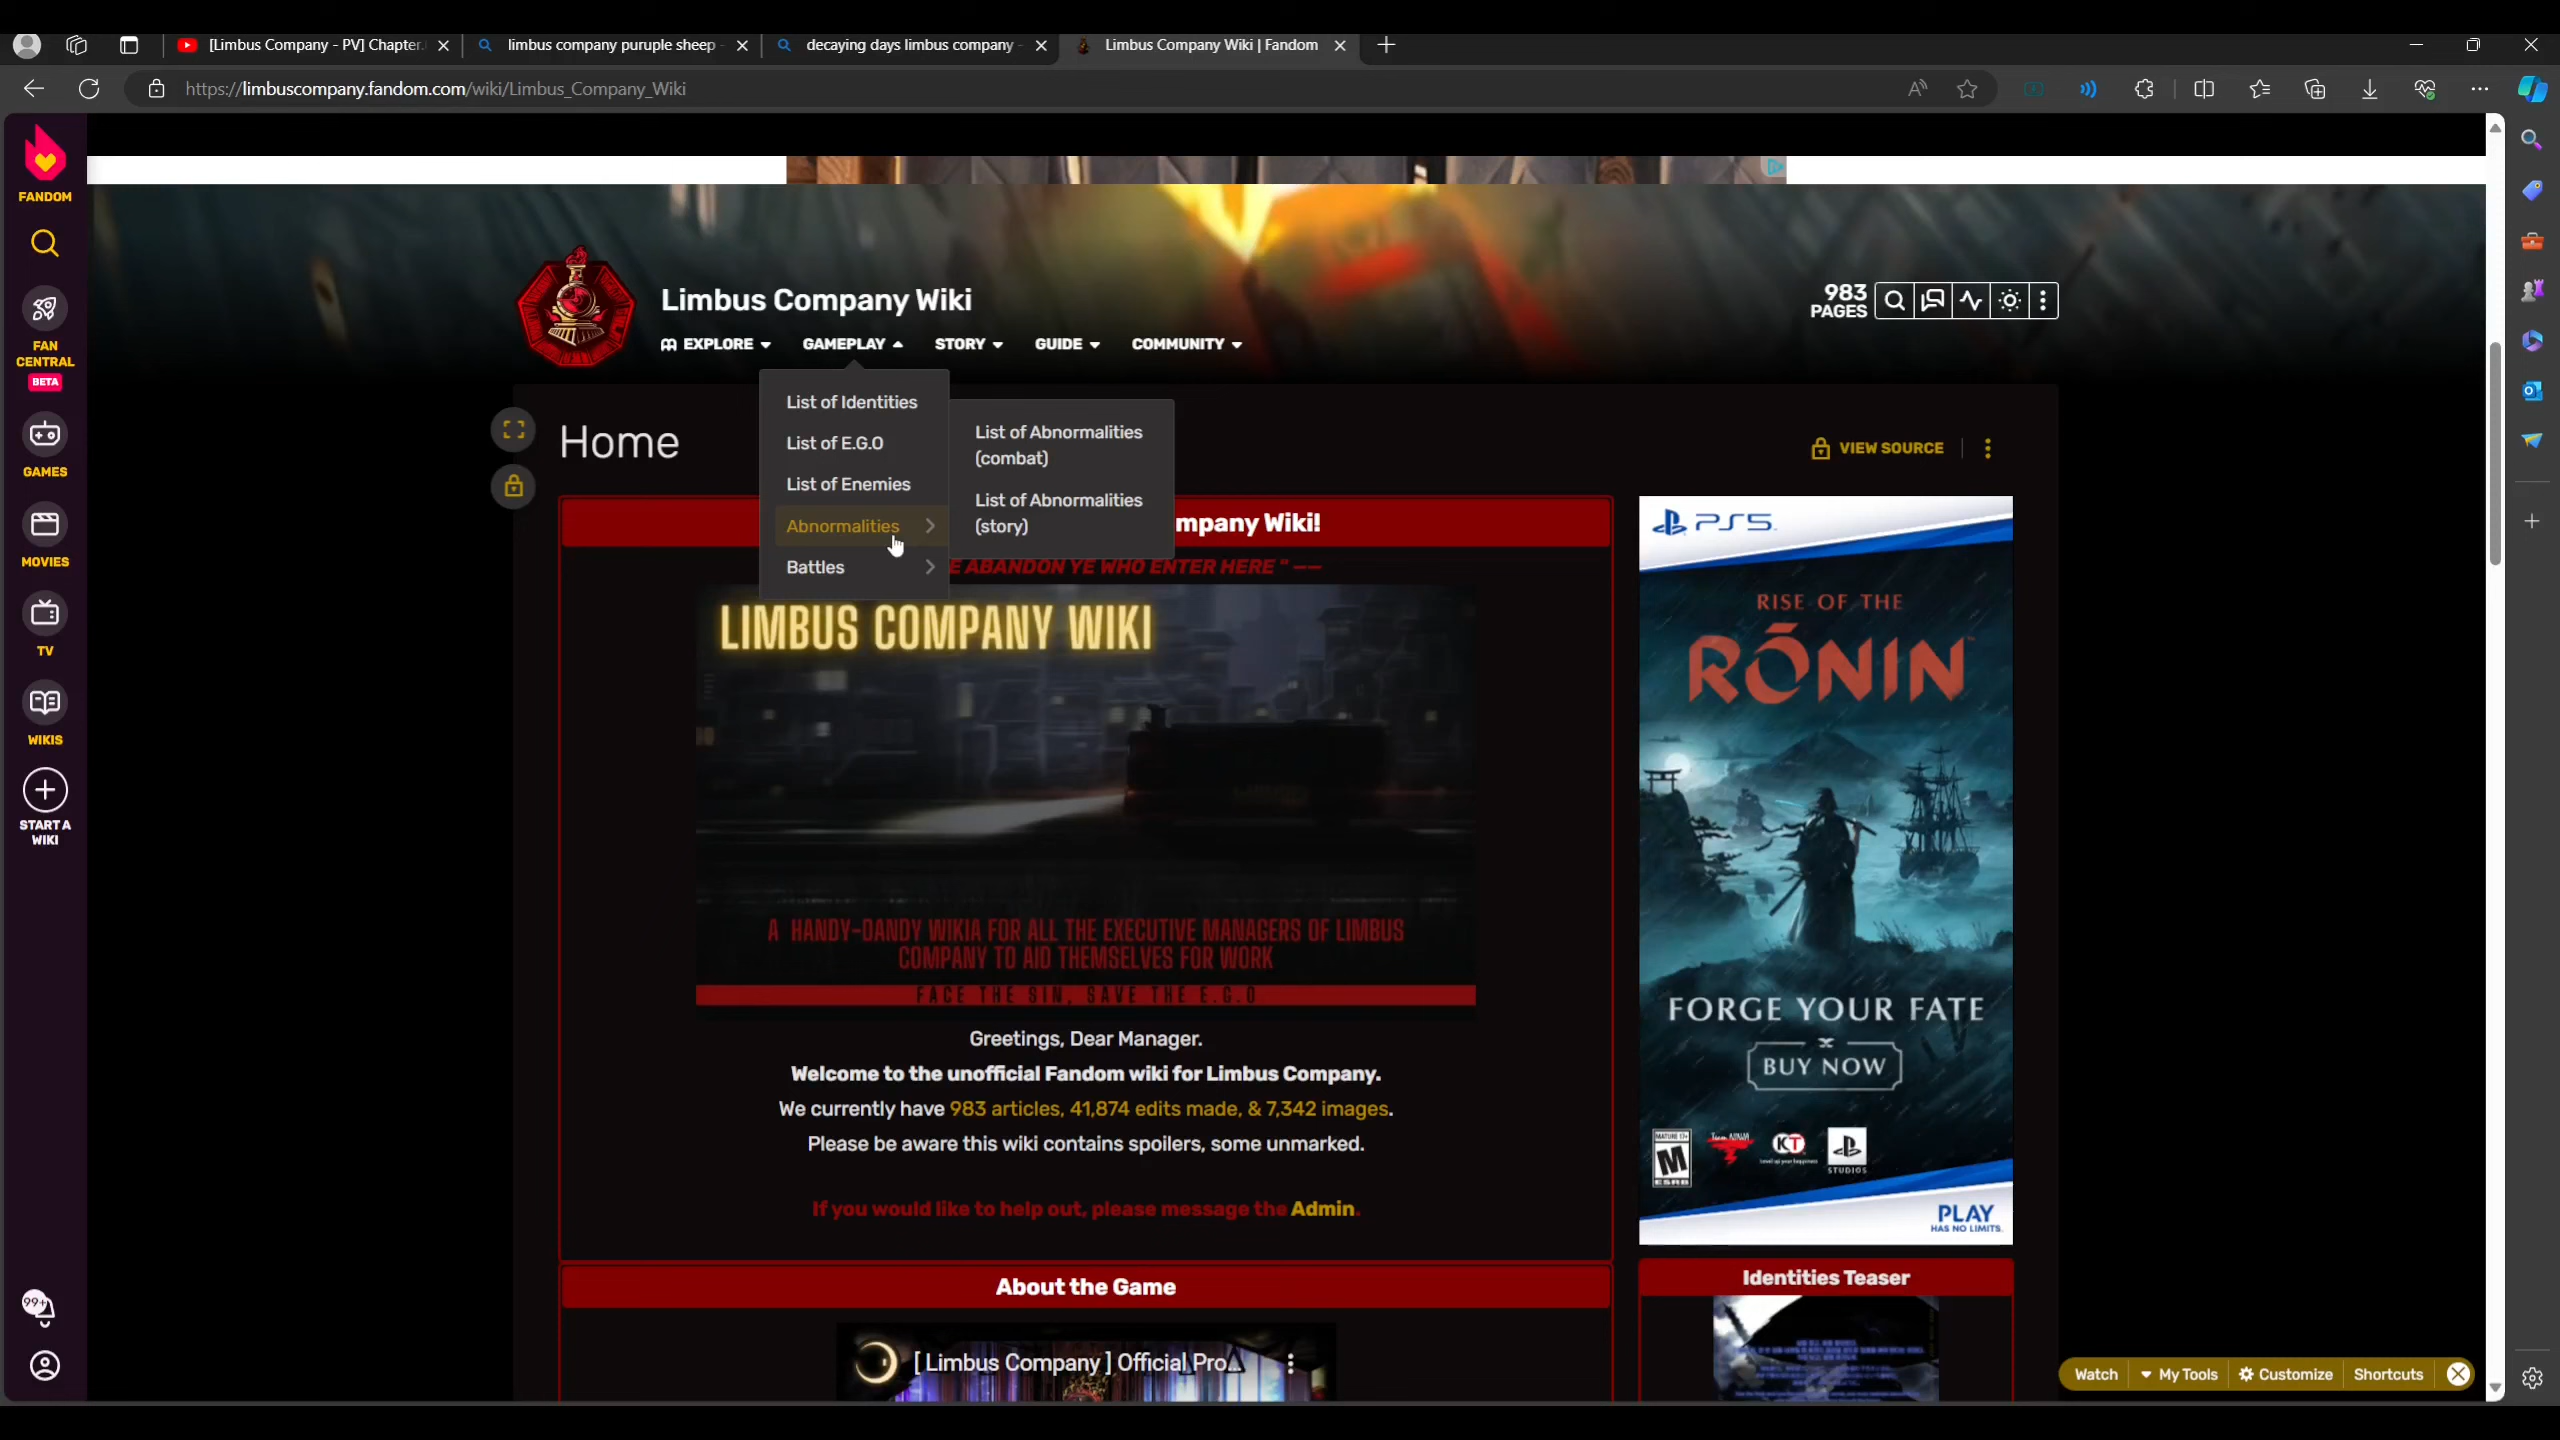 [Limbus Company - PV] Chapter.
limbus company puruple sheep -
decaying days limbus company -
Limbus Company Wiki | Fandom
https://limbuscompany.fandom.com/wiki/Limbus_Company_Wiki
FANDOM
FAN
CENTRAL
BETA
GAMES
MOVIES
TV
WIKIS
START A
WIKI
99+
Limbus Company Wiki
983
PAGES
EXPLORE
GAMEPLAY
STORY
GUIDE
COMMUNITY
List of Identities
List of E.G.O
List of Enemies
Abnormalities
Battles
List of Abnormalities
(combat)
List of Abnormalities
(story)
Home
VIEW SOURCE
mpany Wiki!
E ABANDON YE WHO ENTER HERE " ——
LIMBUS COMPANY WIKI
A HANDY-DANDY WIKIA FOR ALL THE EXECUTIVE MANAGERS OF LIMBUS
COMPANY TO AID THEMSELVES FOR WORK
FACE THE SIN, SAVE THE E.G.O
Greetings, Dear Manager.
Welcome to the unofficial Fandom wiki for Limbus Company.
We currently have 983 articles, 41,874 edits made, & 7,342 images.
Please be aware this wiki contains spoilers, some unmarked.
If you would like to help out, please message the Admin.
About the Game
[ Limbus Company ] Official Pro...
PS5
RISE OF THE
RŌNIN
FORGE YOUR FATE
BUY NOW
MATURE 17+
M
ESRB
Team NINJA
KT
STUDIOS
PLAY
HAS NO LIMITS
Identities Teaser
Watch
My Tools
Customize
Shortcuts